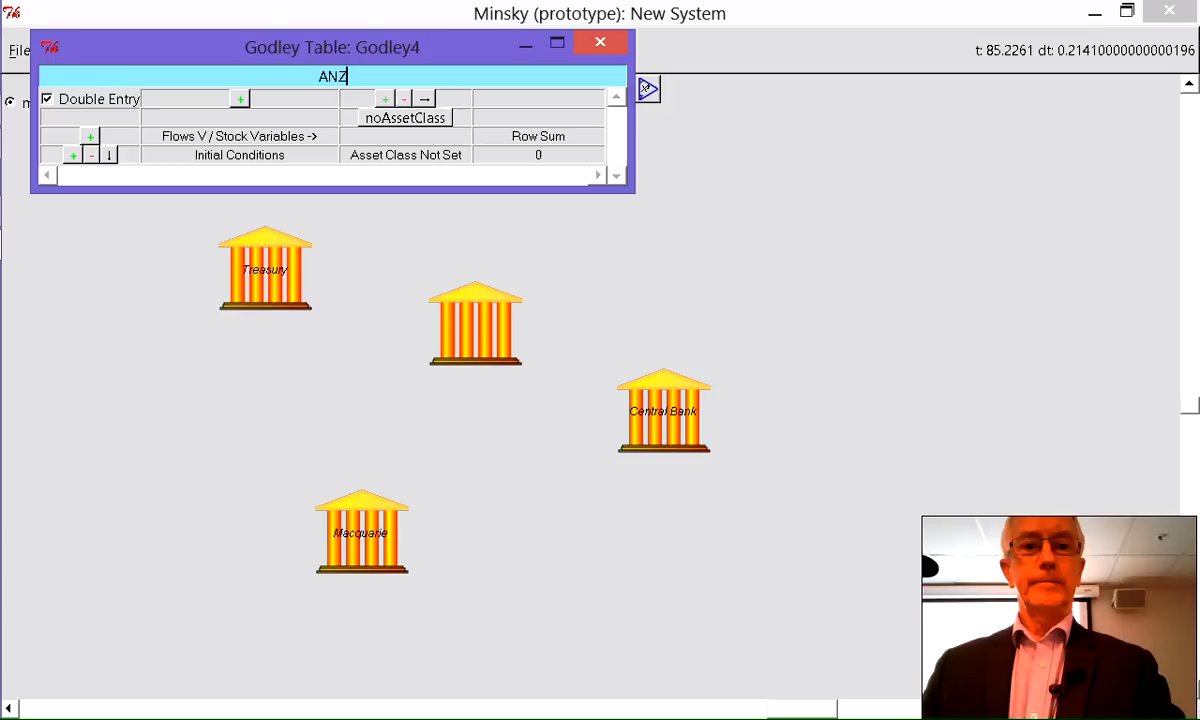 Minsky (prototype): New System
File
Godley Table: Godley4
t: 85.2261 dt: 0.21410000000000196
ANZ
Double Entry + + - →
m
noAssetClass
+ Flows V / Stock Variables -> Row Sum
+ - ↓ Initial Conditions Asset Class Not Set 0
Treasury
Central Bank
Macquarie